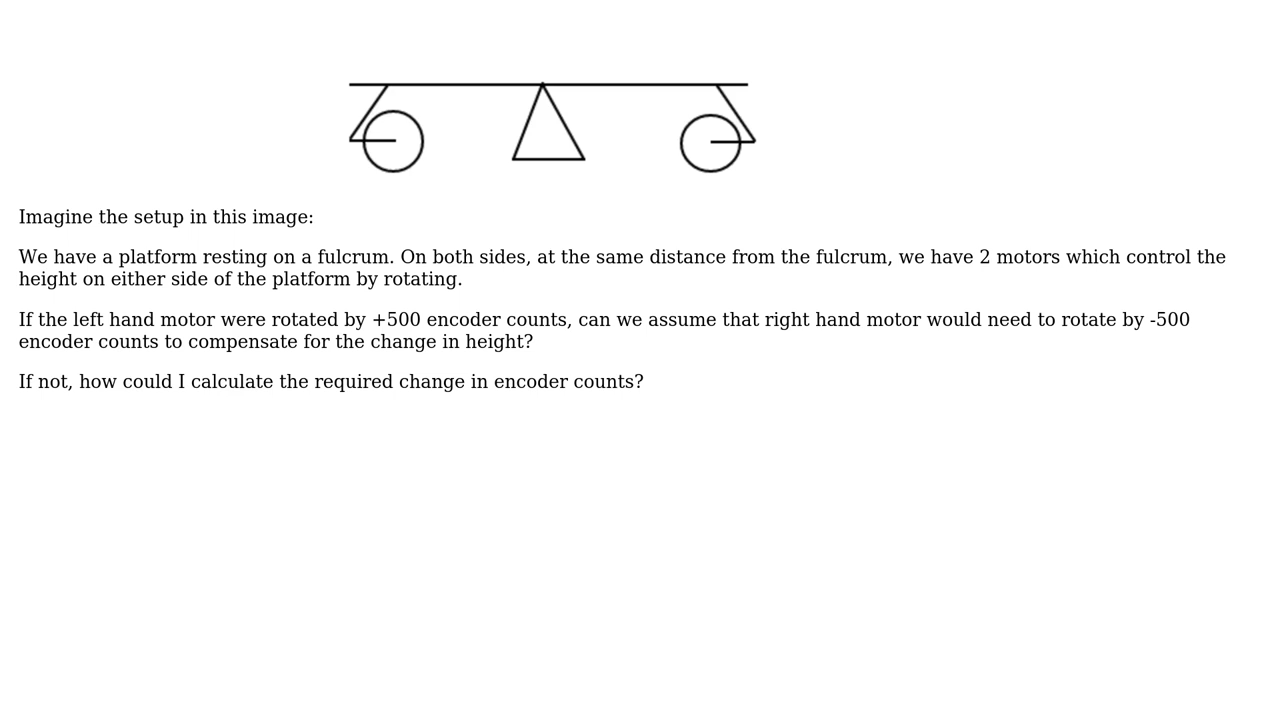 Imagine the setup in this image:
We have a platform resting on a fulcrum. On both sides, at the same distance from the fulcrum, we have 2 motors which control the
height on either side of the platform by rotating.
If the left hand motor were rotated by +500 encoder counts, can we assume that right hand motor would need to rotate by -500
encoder counts to compensate for the change in height?
If not, how could I calculate the required change in encoder counts?